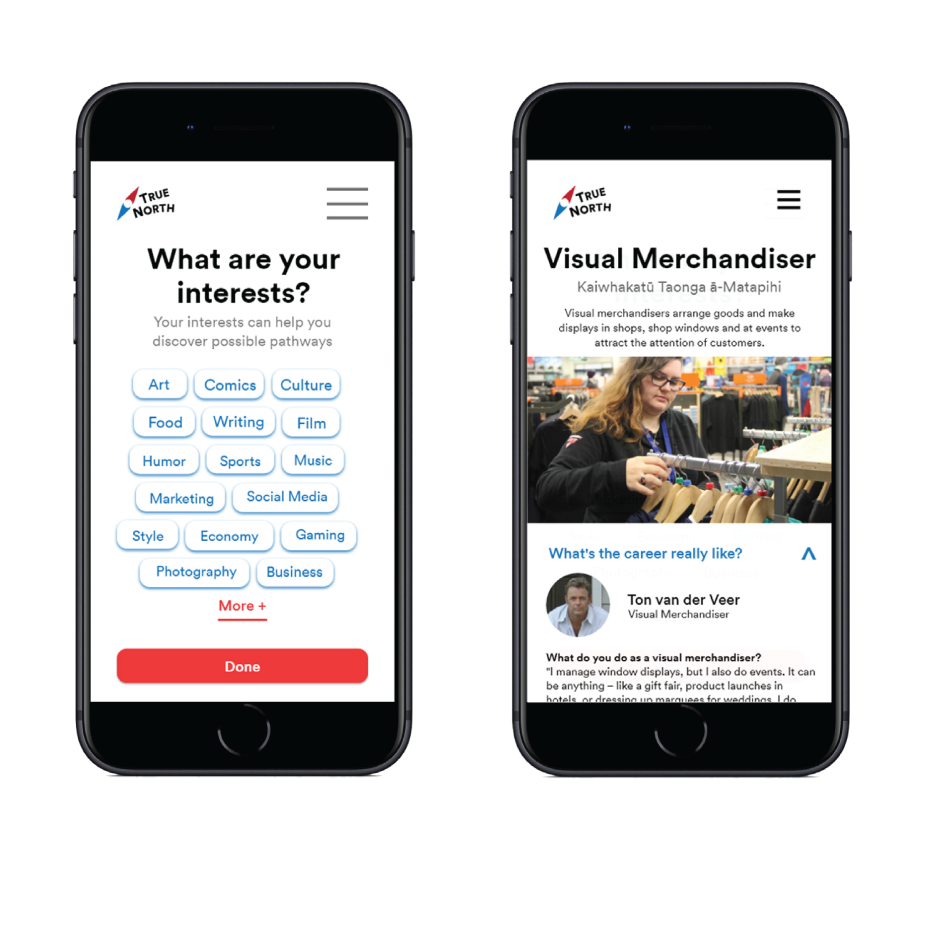 TRUE
NORTH
What are your
interests?
Your interests can help you
discover possible pathways
Art
Comics
Culture
Food
Writing
Film
Humor
Sports
Music
Marketing
Social Media
Style
Economy
Gaming
Photography
Business
More +
Done
TRUE
NORTH
Visual Merchandiser
Kaiwhakatū Taonga ā-Matapihi
Visual merchandisers arrange goods and make
displays in shops, shop windows and at events to
attract the attention of customers.
What's the career really like?
Ton van der Veer
Visual Merchandiser
What do you do as a visual merchandiser?
"I manage window displays, but I also do events. It can
be anything – like a gift fair, product launches in
hotels, or dressing up marquees for weddings. I do